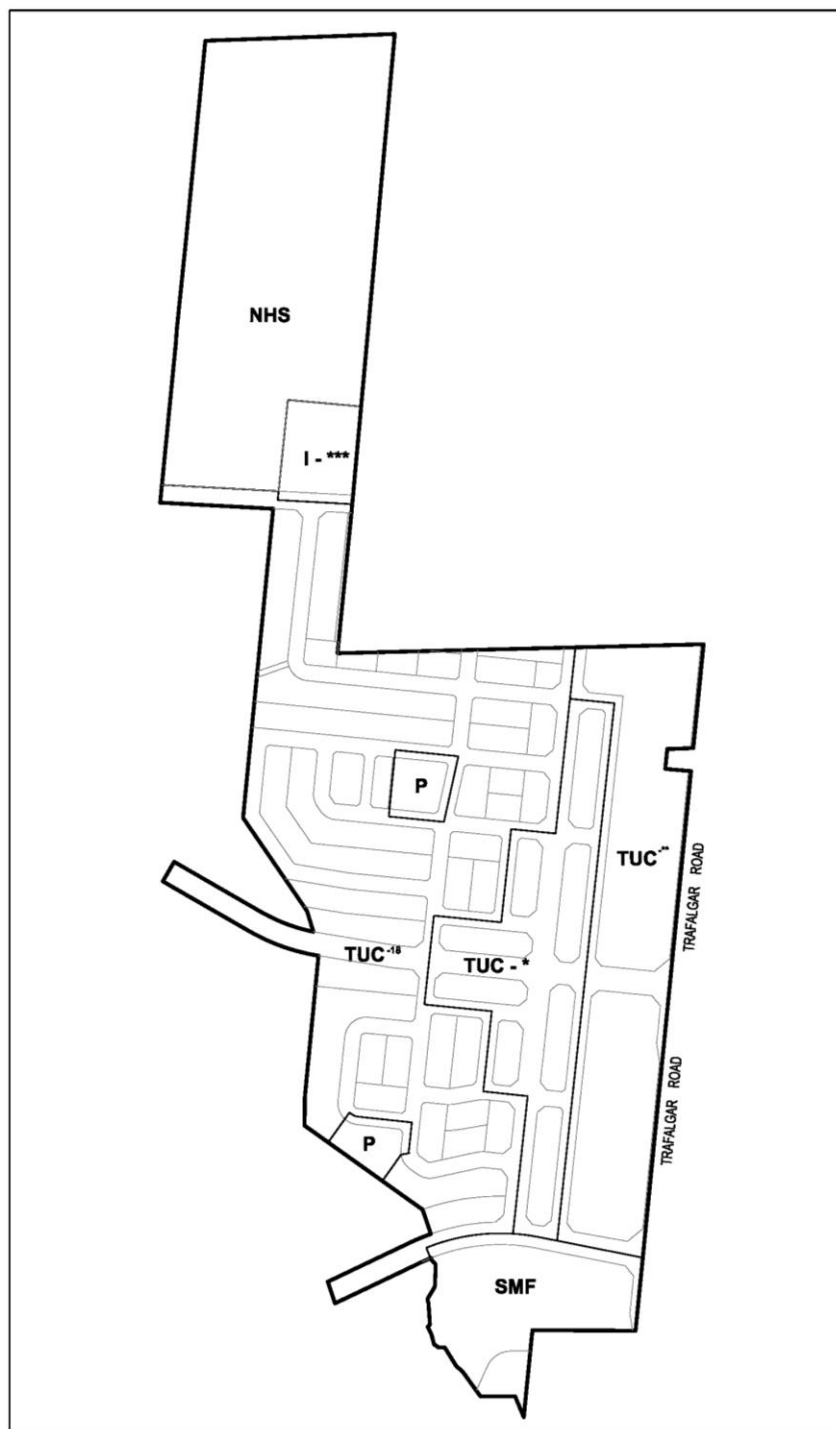 NHS
I - ***
P
TUC-**
TRAFALGAR ROAD
TUC-18
TUC - *
TRAFALGAR ROAD
P
SMF